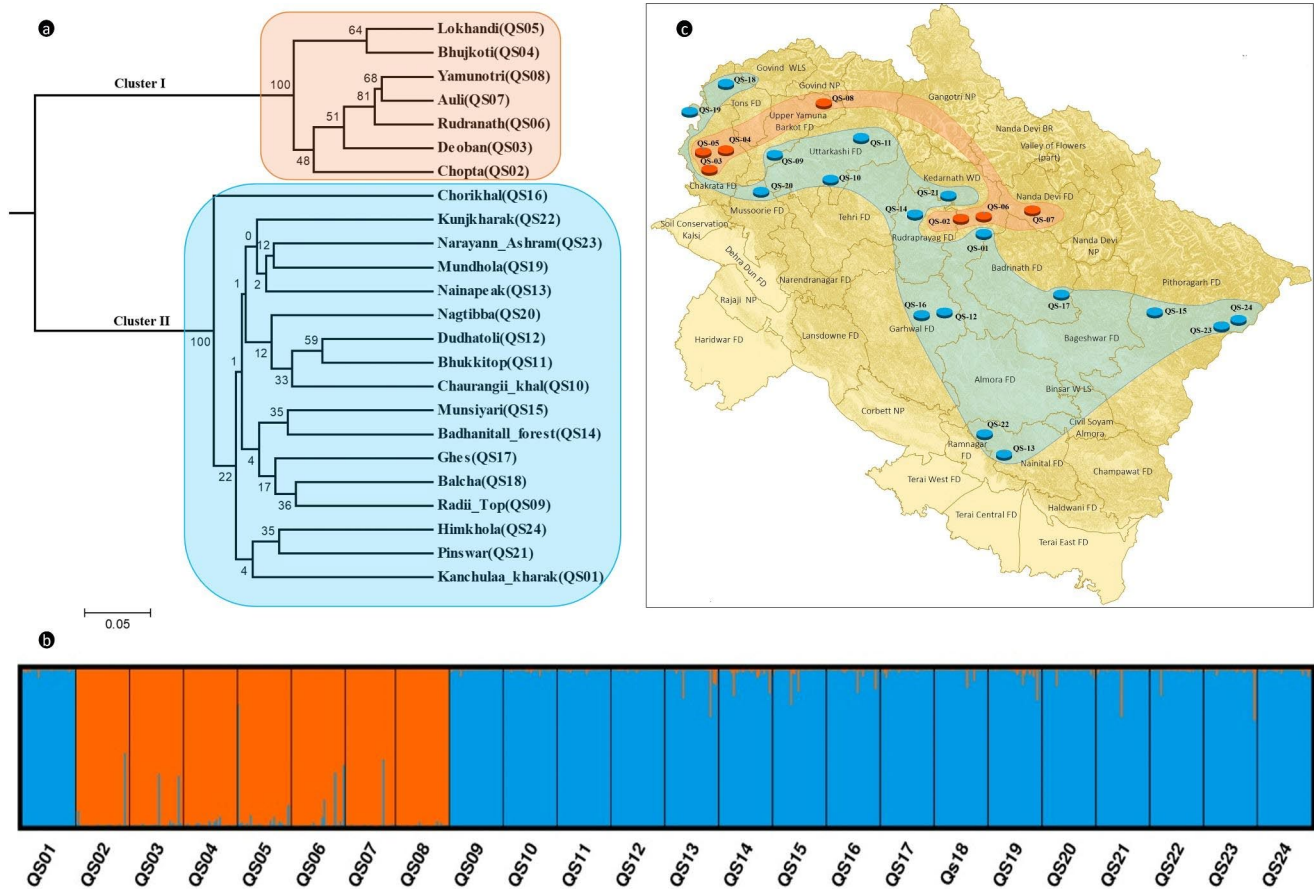 a
Cluster I
Cluster II
100
64
68
81
51
48
Lokhandi(QS05)
Bhujkoti(QS04)
Yamunotri(QS08)
Auli(QS07)
Rudranath(QS06)
Deoban(QS03)
Chopta(QS02)
100
0
12
1
2
12
59
33
1
35
4
17
36
22
35
4
Chorikhal(QS16)
Kunjkharak(QS22)
Narayann_Ashram(QS23)
Mundhola(QS19)
Nainapeak(QS13)
Nagtibba(QS20)
Dudhatoli(QS12)
Bhukkitop(QS11)
Chaurangii_khal(QS10)
Munsiyari(QS15)
Badhanitall_forest(QS14)
Ghes(QS17)
Balcha(QS18)
Radii_Top(QS09)
Himkhola(QS24)
Pinswar(QS21)
Kanchulaa_kharak(QS01)
0.05
c
Govind WLS
QS-18
Govind NP
QS-19
Tons FD
QS-08
Gangotri NP
Upper Yamuna
Barkot FD
Nanda Devi BR
QS-05
QS-04
QS-11
Valley of Flowers
(part)
Uttarkashi FD
QS-03
QS-09
Kedarnath WD
Chakrata FD
QS-20
QS-10
QS-21
Nanda Devi FD
Mussoorie FD
QS-14
QS-02
QS-06
QS-07
Tehri FD
Soil Conservation
Kalsi
Rudraprayag FD
QS-01
Nanda Devi
NP
Dehra Dun FD
Badrinath FD
Narendranagar FD
Pithoragarh FD
Rajaji NP
QS-16
QS-12
QS-17
QS-15
QS-24
QS-23
Garhwal FD
Haridwar FD
Lansdowne FD
Bageshwar FD
Almora FD
Binsar WLS
Corbett NP
Civil Soyam
Almora
QS-22
Ramnagar
FD
QS-13
Nainital FD
Champawat FD
Terai West FD
Haldwani FD
Terai Central FD
Terai East FD
b
QS01
QS02
QS03
QS04
QS05
QS06
QS07
QS08
QS09
QS10
QS11
QS12
QS13
QS14
QS15
QS16
QS17
Qs18
QS19
QS20
QS21
QS22
QS23
QS24